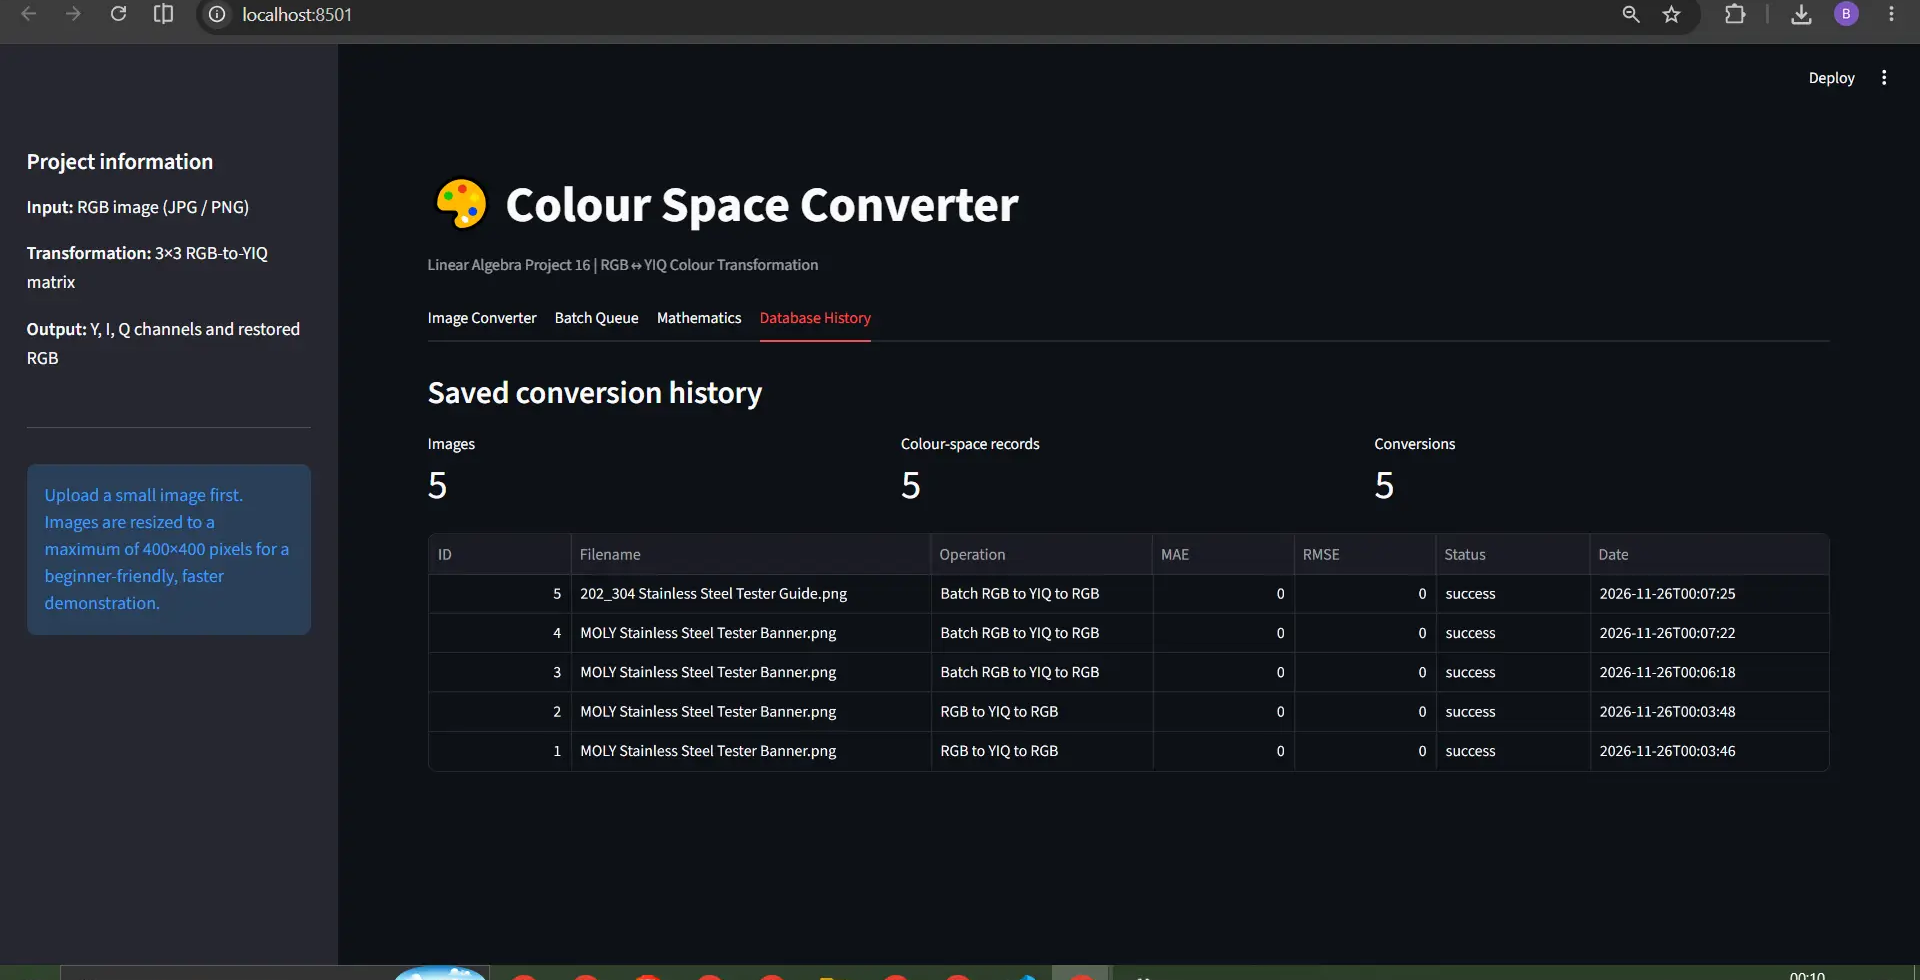 localhost:8501
B
Deploy
Project information
Input: RGB image (JPG / PNG)
Transformation: 3×3 RGB-to-YIQ
matrix
Output: Y, I, Q channels and restored
RGB
Upload a small image first.
Images are resized to a
maximum of 400×400 pixels for a
beginner-friendly, faster
demonstration.
Colour Space Converter
Linear Algebra Project 16 | RGB ↔ YIQ Colour Transformation
Image Converter Batch Queue Mathematics Database History
Saved conversion history
Images Colour-space records Conversions
5 5 5
ID Filename Operation MAE RMSE Status Date
5 202_304 Stainless Steel Tester Guide.png Batch RGB to YIQ to RGB 0 0 success 2026-11-26T00:07:25
4 MOLY Stainless Steel Tester Banner.png Batch RGB to YIQ to RGB 0 0 success 2026-11-26T00:07:22
3 MOLY Stainless Steel Tester Banner.png Batch RGB to YIQ to RGB 0 0 success 2026-11-26T00:06:18
2 MOLY Stainless Steel Tester Banner.png RGB to YIQ to RGB 0 0 success 2026-11-26T00:03:48
1 MOLY Stainless Steel Tester Banner.png RGB to YIQ to RGB 0 0 success 2026-11-26T00:03:46
00:10